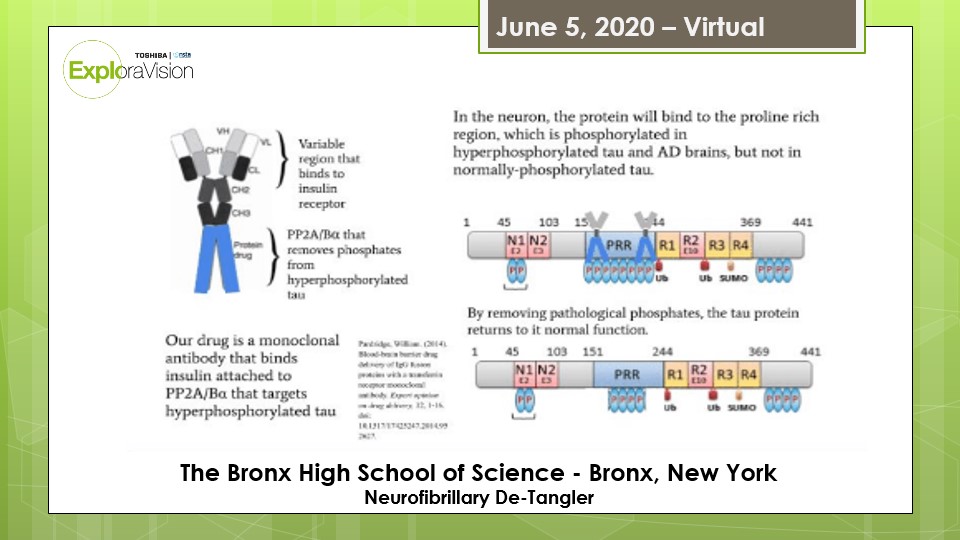 June 5, 2020 – Virtual
TOSHIBA | nsta
ExploraVision
VH
VL
CH1
CL
CH2
CH3
Protein
drug
Variable
region that
binds to
insulin
receptor
PP2A/Bα that
removes phosphates
from
hyperphosphorylated
tau
Our drug is a monoclonal
antibody that binds
insulin attached to
PP2A/Bα that targets
hyperphosphorylated tau
Pardridge, William. (2014).
Blood-brain barrier drug
delivery of IgG fusion
proteins with a transferrin
receptor monoclonal
antibody. Expert opinion
on drug delivery. 12. 1-16.
doi:
In the neuron, the protein will bind to the proline rich
region, which is phosphorylated in
hyperphosphorylated tau and AD brains, but not in
normally-phosphorylated tau.
1 45 103 15 44 369 441
N1 N2 PRR R1 R2 R3 R4
E2 E3 E10
P P P P P P P P P P P P P P
Ub Ub SUMO
By removing pathological phosphates, the tau protein
returns to it normal function.
1 45 103 151 244 369 441
N1 N2 PRR R1 R2 R3 R4
E2 E3 E10
P P P P P P P P P P
Ub Ub SUMO
The Bronx High School of Science - Bronx, New York
Neurofibrillary De-Tangler